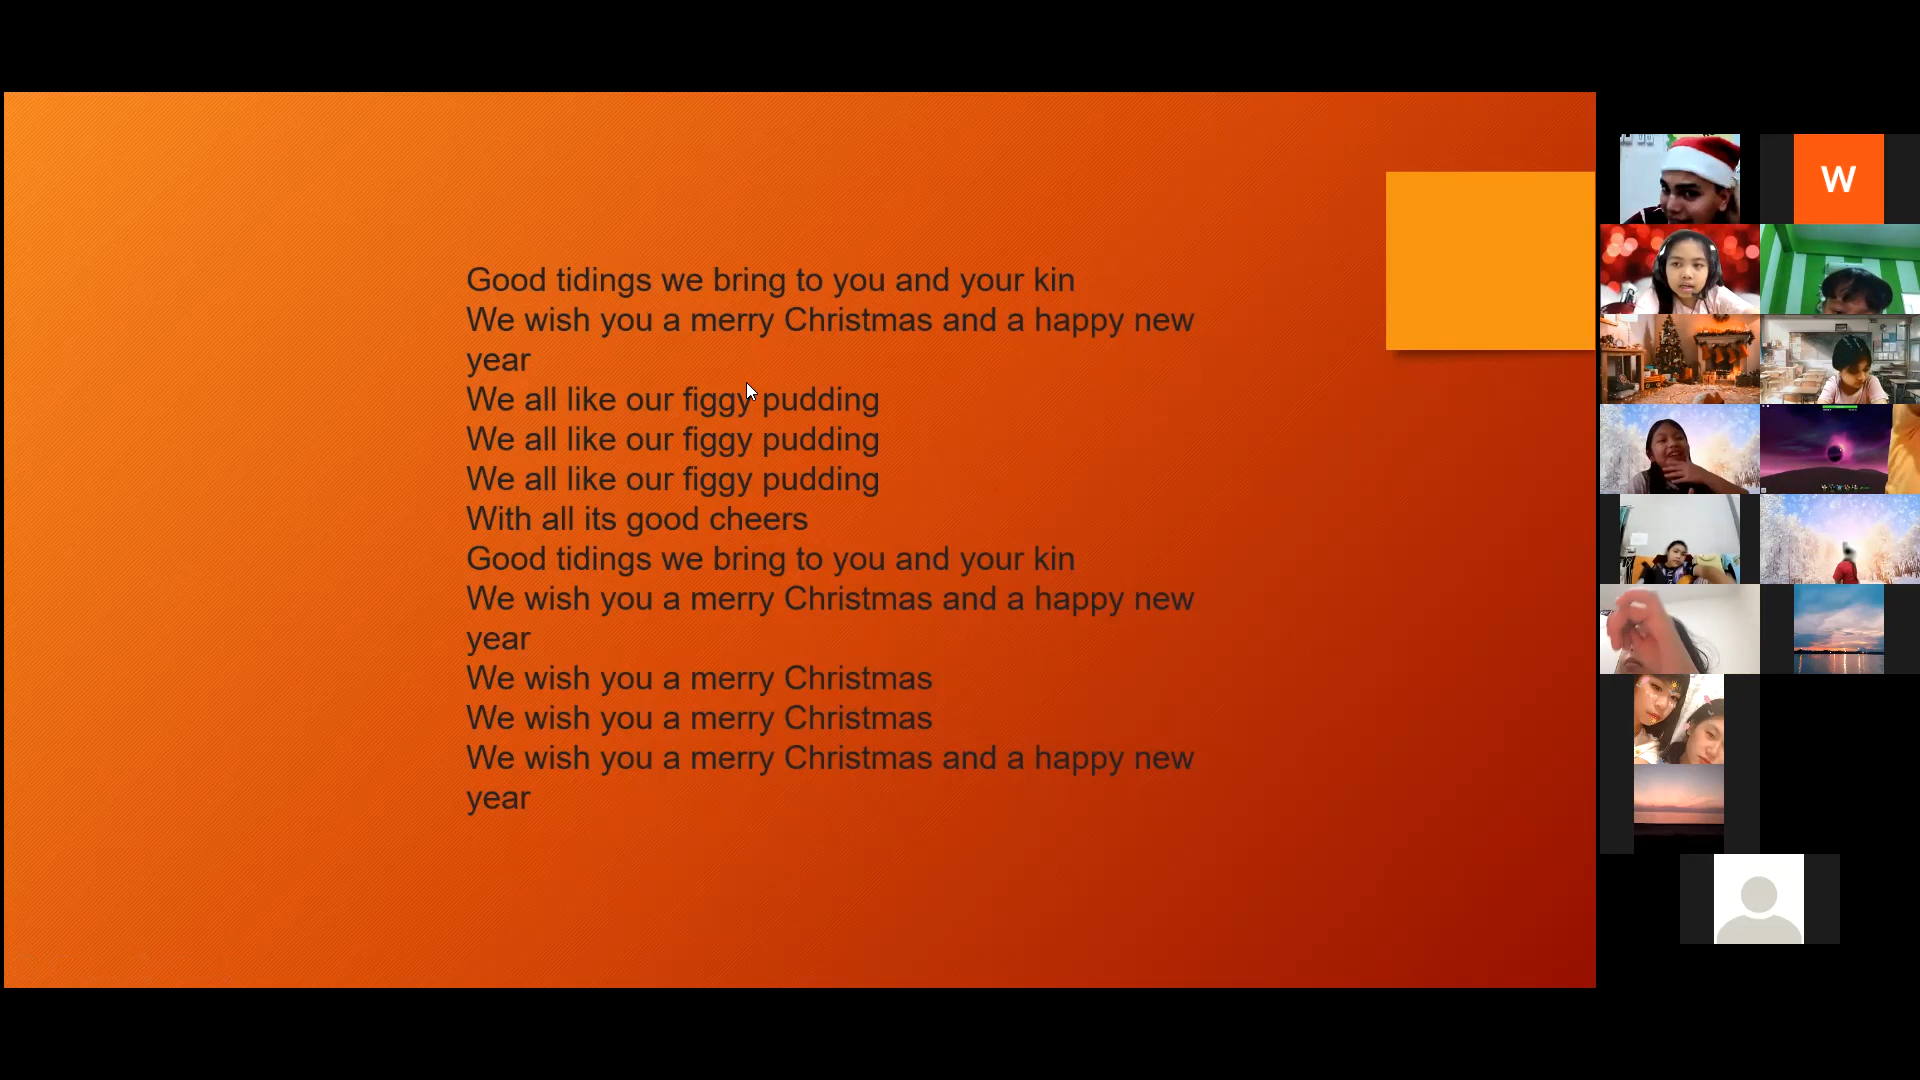 Good tidings we bring to you and your kin
We wish you a merry Christmas and a happy new
year
We all like our figgy pudding
We all like our figgy pudding
We all like our figgy pudding
With all its good cheers
Good tidings we bring to you and your kin
We wish you a merry Christmas and a happy new
year
We wish you a merry Christmas
We wish you a merry Christmas
We wish you a merry Christmas and a happy new
year
W